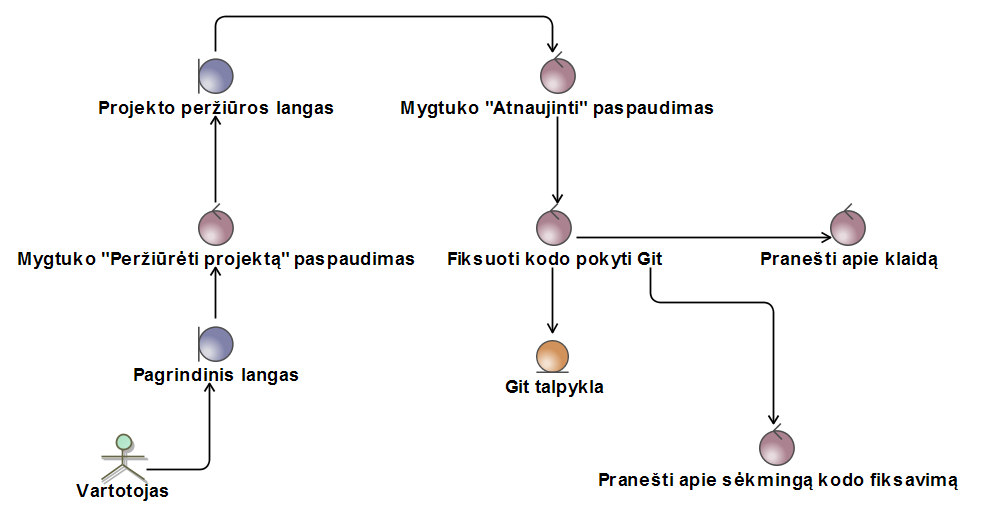 Projekto peržiūros langas
Mygtuko "Atnaujinti" paspaudimas
Mygtuko "Peržiūrėti projektą" paspaudimas
Fiksuoti kodo pokyti Git
Pranešti apie klaidą
Pagrindinis langas
Git talpykla
Vartotojas
Pranešti apie sėkmingą kodo fiksavimą